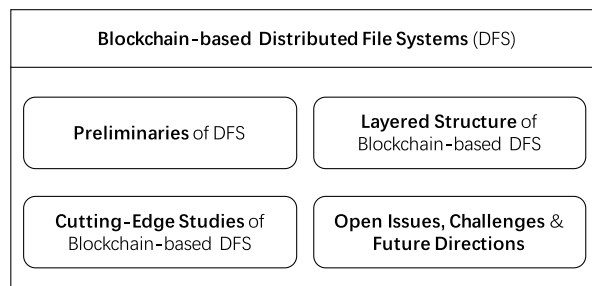 Blockchain-based Distributed File Systems (DFS)
Preliminaries of DFS
Layered Structure of
Blockchain-based DFS
Cutting-Edge Studies of
Blockchain-based DFS
Open Issues, Challenges &
Future Directions